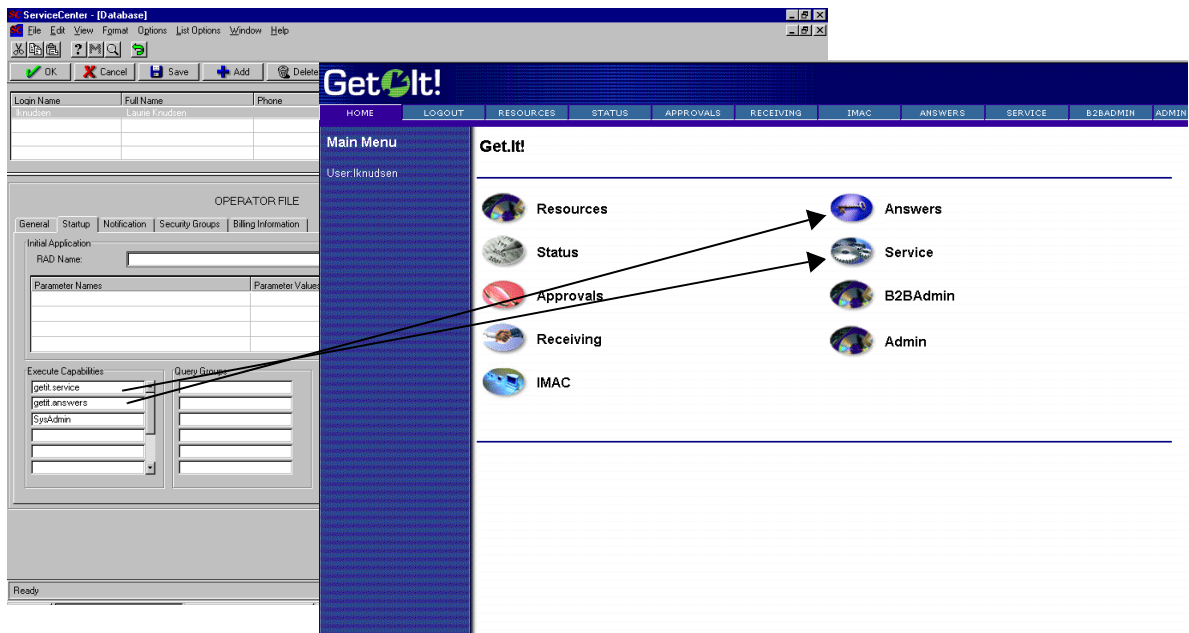 ServiceCenter - [Database]
File Edit View Format Options List Options Window Help
OK Cancel Save Add Delete
Login Name Full Name Phone
lknudsen Laurie Knudsen
OPERATOR FILE
General Startup Notification Security Groups Billing Information
Initial Application
RAD Name:
Parameter Names Parameter Values
Execute Capabilities Query Groups
getit.service
getit.answers
SysAdmin
Ready
Get It!
HOME LOGOUT RESOURCES STATUS APPROVALS RECEIVING IMAC ANSWERS SERVICE B2BADMIN ADMIN
Main Menu
User:lknudsen
Get.It!
Resources Answers
Status Service
Approvals B2BAdmin
Receiving Admin
IMAC